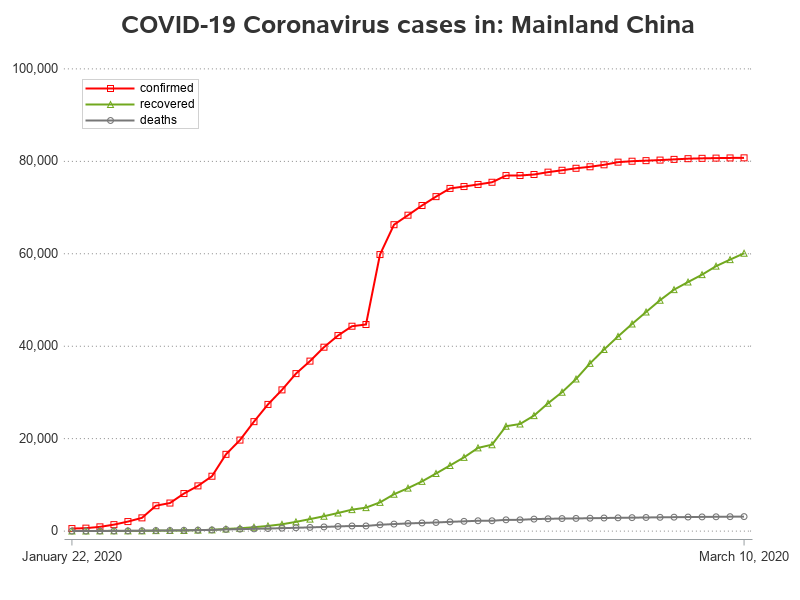 COVID-19 Coronavirus cases in: Mainland China
100,000
confirmed
recovered
deaths
80,000
60,000
40,000
20,000
0
January 22, 2020
March 10, 2020